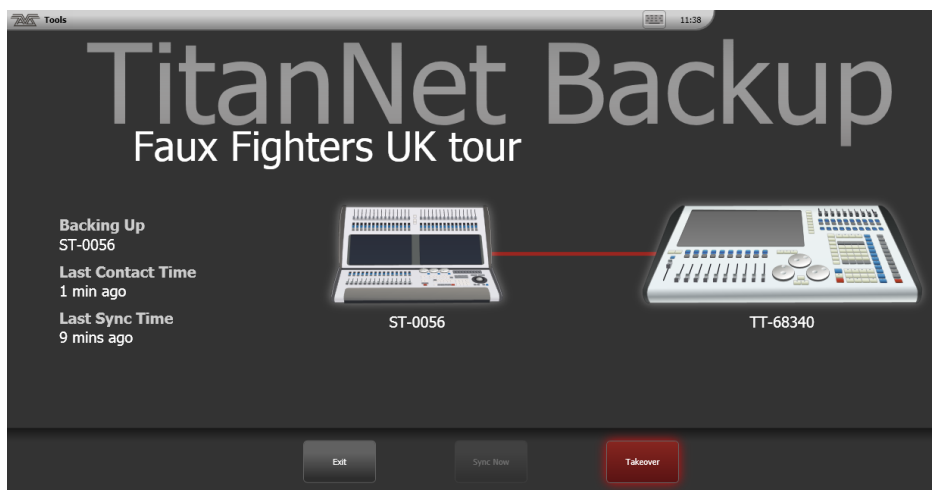 Tools
11:38
TitanNet Backup
Faux Fighters UK tour
Backing Up
ST-0056
Last Contact Time
1 min ago
Last Sync Time
9 mins ago
ST-0056
TT-68340
Exit
Sync Now
Takeover